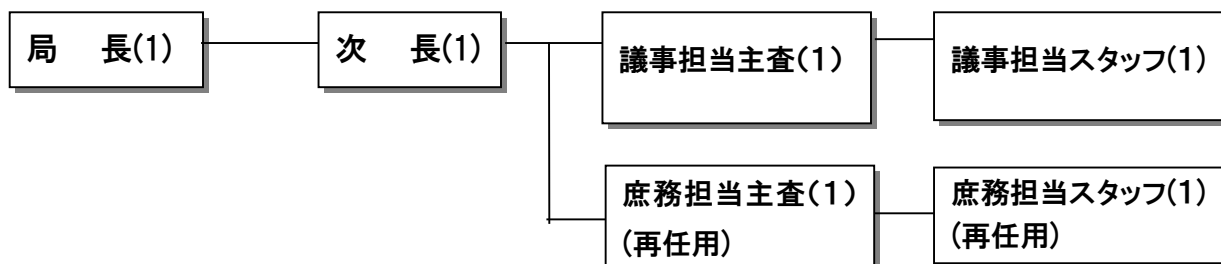 局　長(1)
次　長(1)
議事担当主査(１)
議事担当スタッフ(1)
庶務担当主査(１)
(再任用)
庶務担当スタッフ(１)
(再任用)